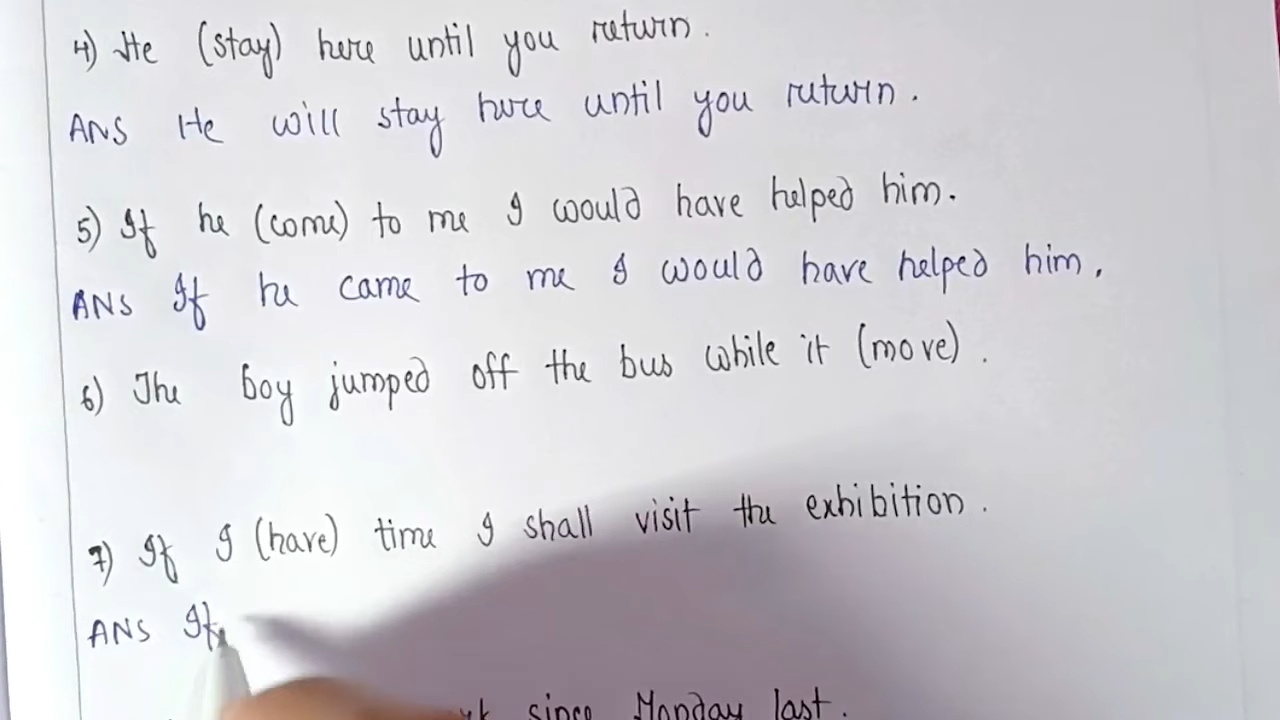 4) He (stay) here until you return.
ANS He will stay here until you return.
5) If he (come) to me I would have helped him.
ANS If he came to me I would have helped him.
6) The boy jumped off the bus while it (move).
7) If I (have) time I shall visit the exhibition.
ANS If
since Monday last.